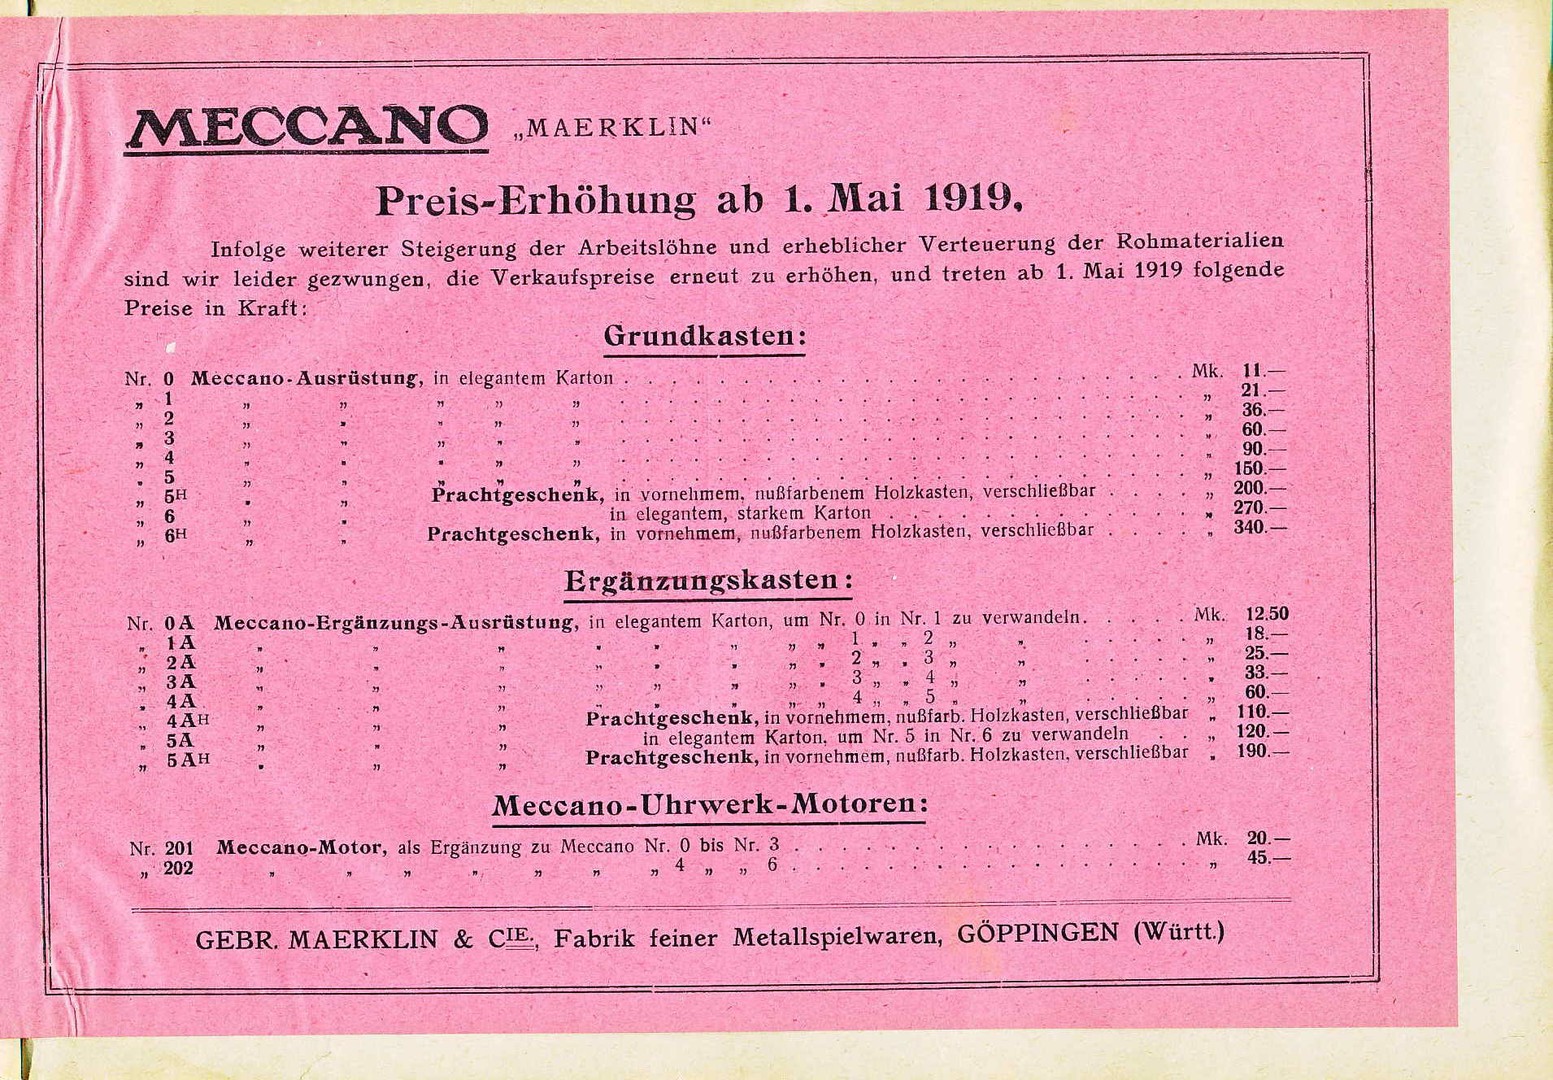 MECCANO „MAERKLIN“
Preis-Erhöhung ab 1. Mai 1919.
Infolge weiterer Steigerung der Arbeitslöhne und erheblicher Verteuerung der Rohmaterialien
sind wir leider gezwungen, die Verkaufspreise erneut zu erhöhen, und treten ab 1. Mai 1919 folgende
Preise in Kraft:
Grundkasten:
Nr. 0 Meccano-Ausrüstung, in elegantem Karton . . . . . Mk. 11.—
„ 1 „ „ „ „ „ . . . . . „ 21.—
„ 2 „ „ „ „ „ . . . . . „ 36.—
„ 3 „ „ „ „ „ . . . . . „ 60.—
„ 4 „ „ „ „ „ . . . . . „ 90.—
„ 5 „ „ „ „ „ . . . . . „ 150.—
„ 5H „ „ Prachtgeschenk, in vornehmem, nußfarbenem Holzkasten, verschließbar . . . . „ 200.—
„ 6 „ „ in elegantem, starkem Karton . . . . . „ 270.—
„ 6H „ „ Prachtgeschenk, in vornehmem, nußfarbenem Holzkasten, verschließbar . . . . „ 340.—
Ergänzungskasten:
Nr. 0A Meccano-Ergänzungs-Ausrüstung, in elegantem Karton, um Nr. 0 in Nr. 1 zu verwandeln . . . . . Mk. 12.50
„ 1A „ „ „ „ „ „ „ „ 1 „ „ 2 „ „ . . . . . „ 18.—
„ 2A „ „ „ „ „ „ „ „ 2 „ „ 3 „ „ . . . . . „ 25.—
„ 3A „ „ „ „ „ „ „ „ 3 „ „ 4 „ „ . . . . . „ 33.—
„ 4A „ „ „ „ „ „ „ „ 4 „ „ 5 „ „ . . . . . „ 60.—
„ 4AH „ „ „ Prachtgeschenk, in vornehmem, nußfarb. Holzkasten, verschließbar „ 110.—
„ 5A „ „ „ in elegantem Karton, um Nr. 5 in Nr. 6 zu verwandeln . . „ 120.—
„ 5AH „ „ „ Prachtgeschenk, in vornehmem, nußfarb. Holzkasten, verschließbar „ 190.—
Meccano-Uhrwerk-Motoren:
Nr. 201 Meccano-Motor, als Ergänzung zu Meccano Nr. 0 bis Nr. 3 . . . . . Mk. 20.—
„ 202 „ „ „ „ „ „ „ 4 „ „ 6 . . . . . „ 45.—
GEBR. MAERKLIN & CIE., Fabrik feiner Metallspielwaren, GÖPPINGEN (Württ.)